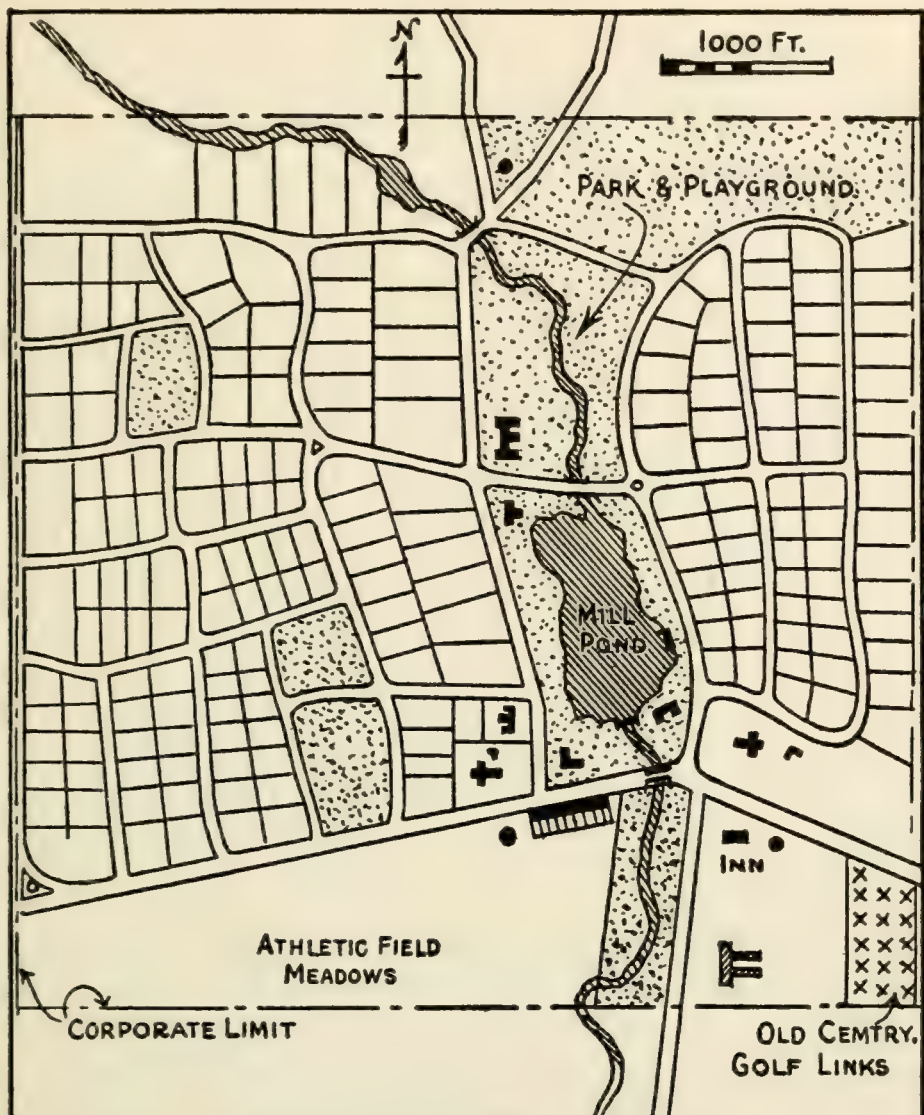 N
1000 FT.
PARK & PLAYGROUND
MILL
POND
INN
ATHLETIC FIELD
MEADOWS
CORPORATE LIMIT
OLD CEMTRY.
GOLF LINKS